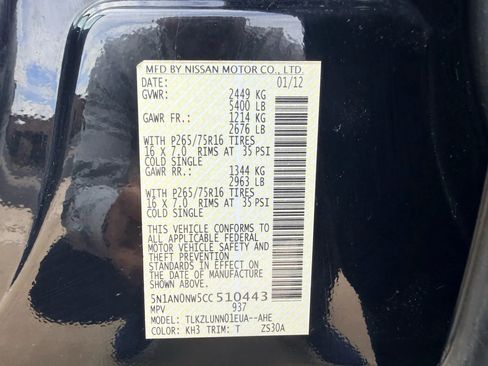 MFD BY NISSAN MOTOR CO., LTD.
DATE: 01/12
GVWR: 2449 KG
5400 LB
GAWR FR.: 1214 KG
2676 LB
WITH P265/75R16 TIRES
16 X 7.0 RIMS AT 35 PSI
COLD SINGLE
GAWR RR.: 1344 KG
2963 LB
WITH P265/75R16 TIRES
16 X 7.0 RIMS AT 35 PSI
COLD SINGLE
THIS VEHICLE CONFORMS TO
ALL APPLICABLE FEDERAL
MOTOR VEHICLE SAFETY AND
THEFT PREVENTION
STANDARDS IN EFFECT ON THE
DATE OF MANUFACTURE
SHOWN ABOVE.
5N1AN0NW5CC510443
MPV 937
MODEL: TLKZLUNN01EUA--AHE
COLOR: KH3 TRIM: T ZS30A